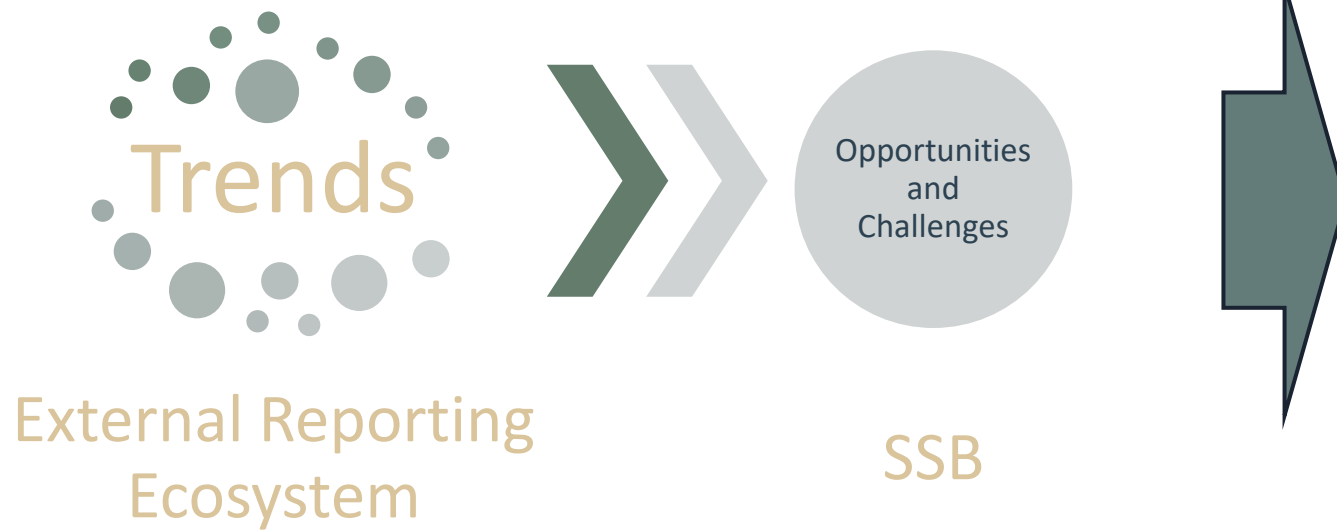 Trends
Opportunities
and
Challenges
External Reporting
Ecosystem
SSB